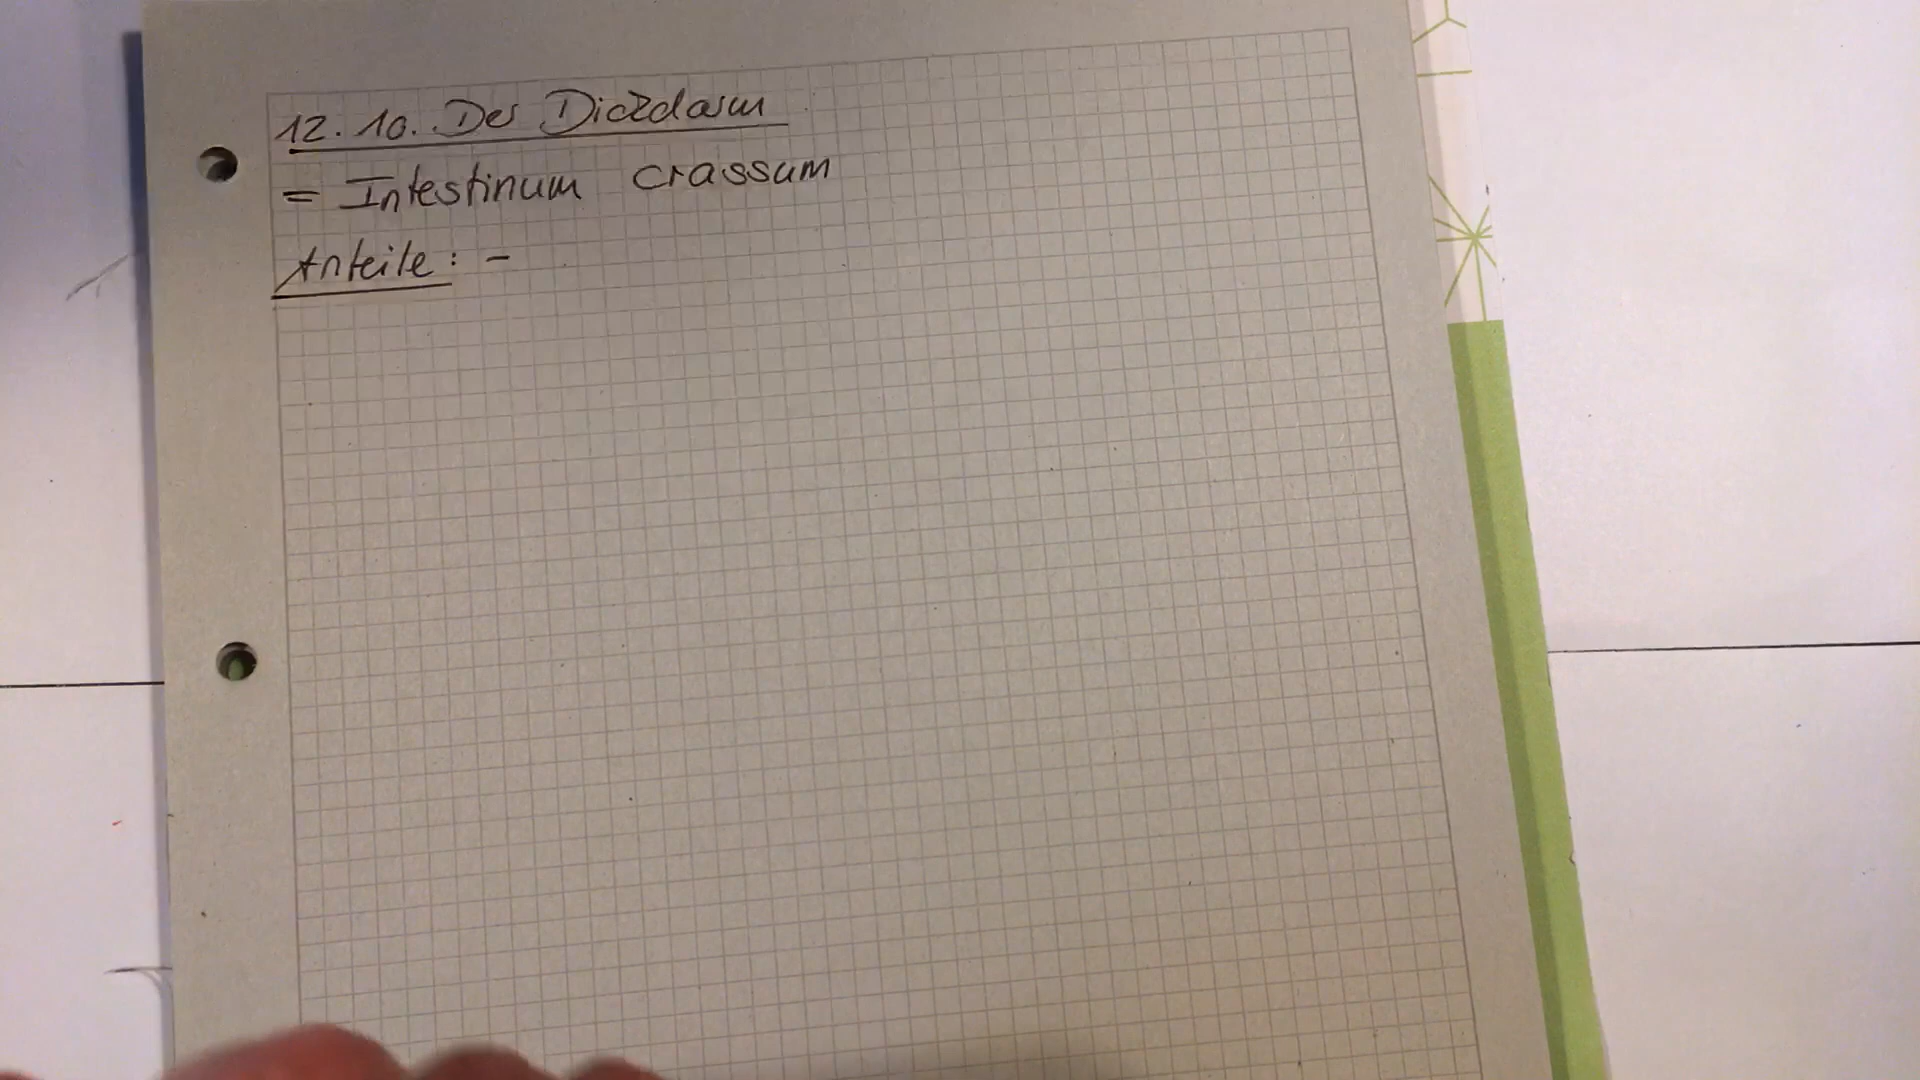 12.10. Der Dickdarm
= Intestinum crassum
Anteile: -